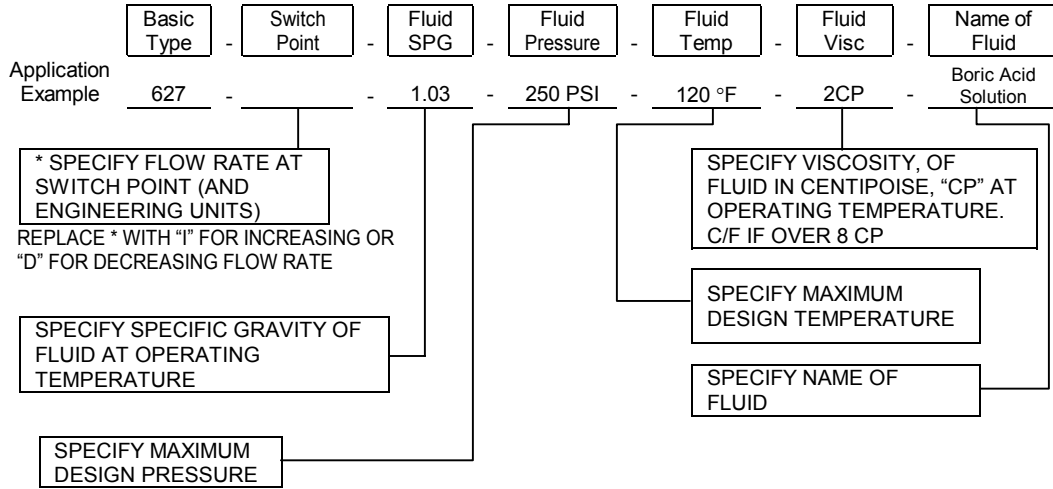 Basic Type - Switch Point - Fluid SPG - Fluid Pressure - Fluid Temp - Fluid Visc - Name of Fluid
Application Example 627 - - 1.03 - 250 PSI - 120 °F - 2CP - Boric Acid Solution
* SPECIFY FLOW RATE AT
SWITCH POINT (AND
ENGINEERING UNITS)
REPLACE * WITH “I” FOR INCREASING OR
“D” FOR DECREASING FLOW RATE
SPECIFY VISCOSITY, OF
FLUID IN CENTIPOISE, “CP” AT
OPERATING TEMPERATURE.
C/F IF OVER 8 CP
SPECIFY MAXIMUM
DESIGN TEMPERATURE
SPECIFY SPECIFIC GRAVITY OF
FLUID AT OPERATING
TEMPERATURE
SPECIFY NAME OF
FLUID
SPECIFY MAXIMUM
DESIGN PRESSURE